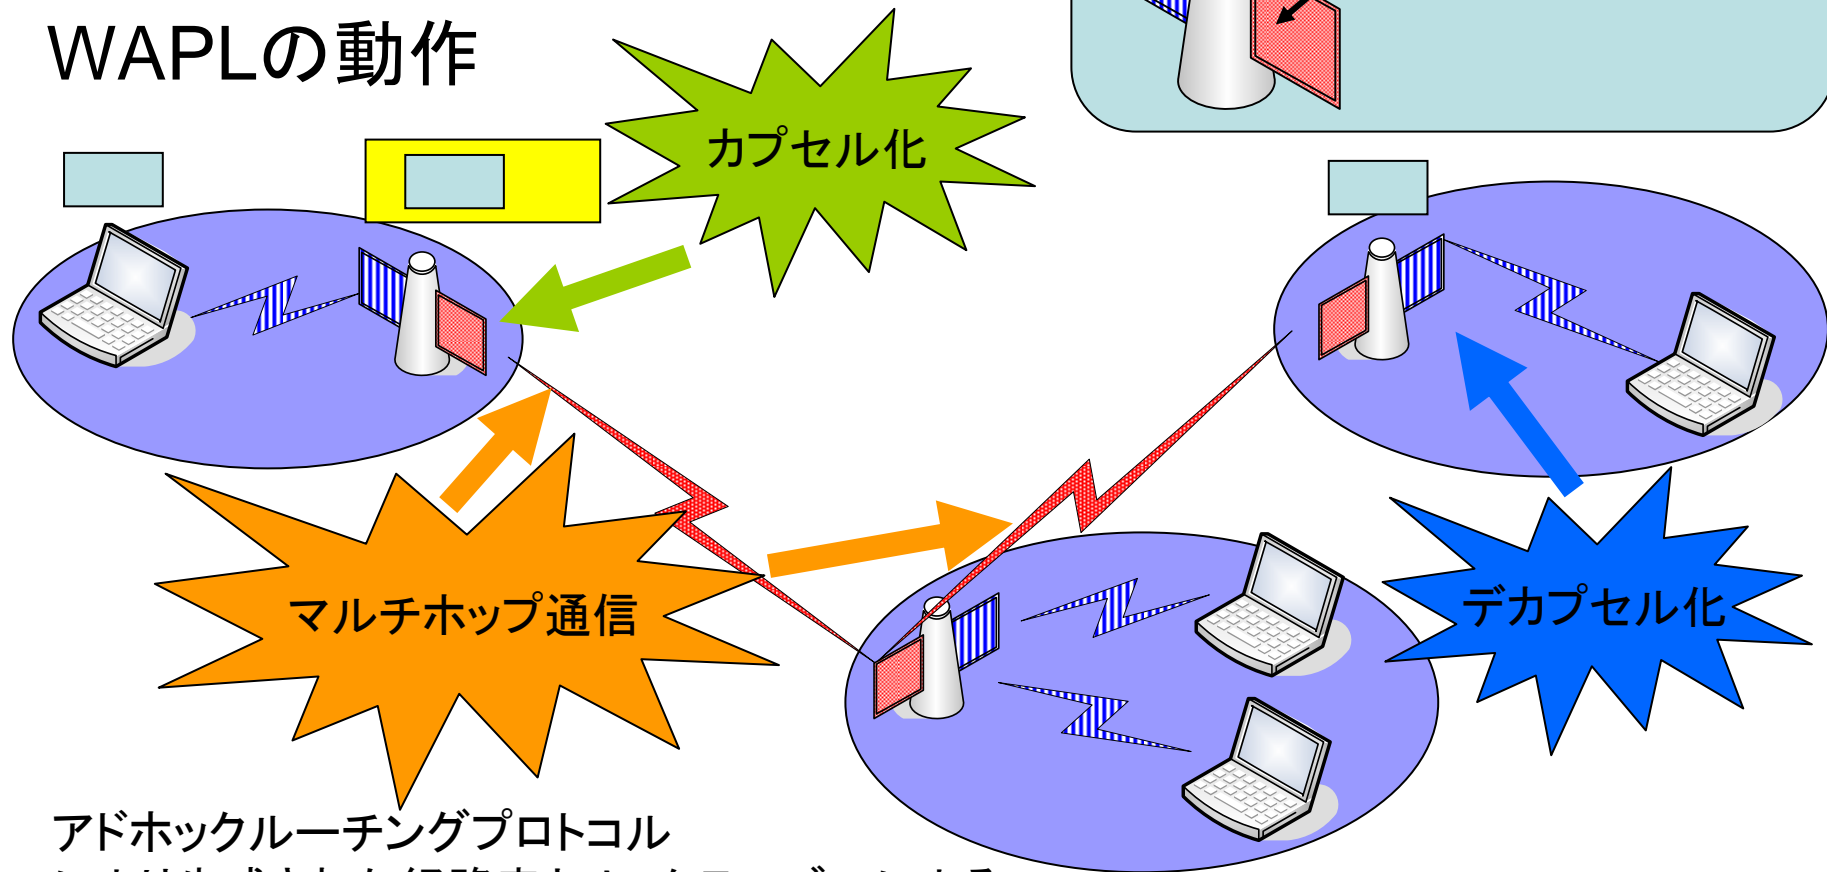 WAPLの動作
カプセル化
マルチホップ通信
デカプセル化
アドホックルーチングプロトコル